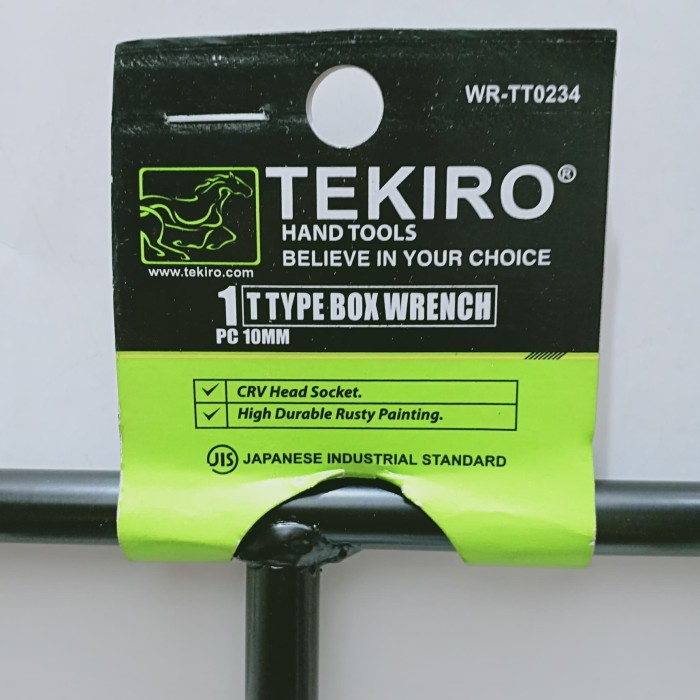 WR-TT0234
TEKIRO®
HAND TOOLS
BELIEVE IN YOUR CHOICE
www.tekiro.com
1 T TYPE BOX WRENCH
PC 10MM
CRV Head Socket.
High Durable Rusty Painting.
JIS JAPANESE INDUSTRIAL STANDARD